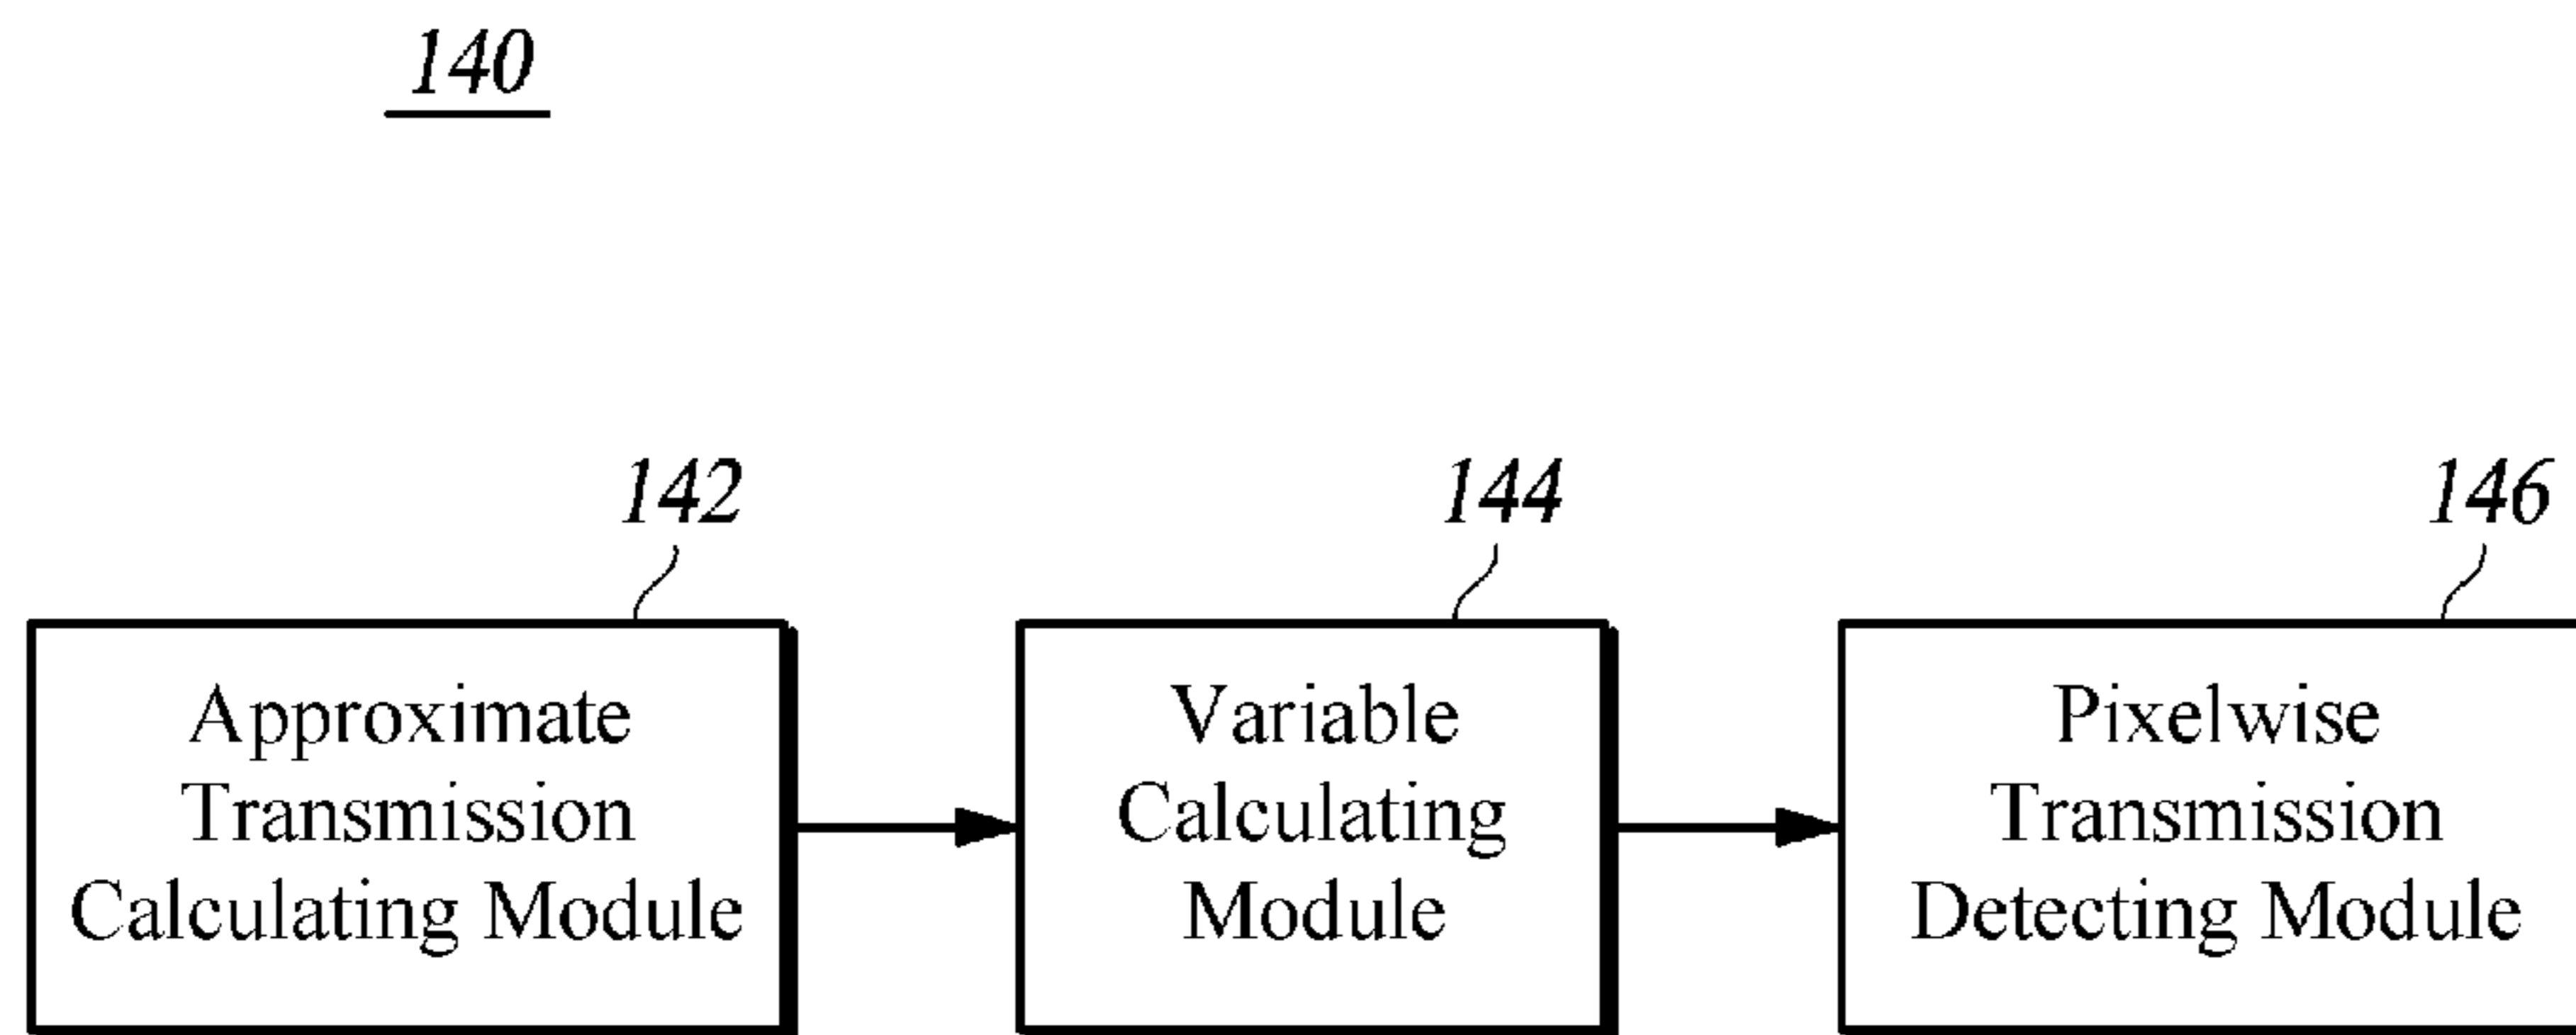 140
142
144
146
Approximate
Transmission
Calculating Module
Variable
Calculating
Module
Pixelwise
Transmission
Detecting Module